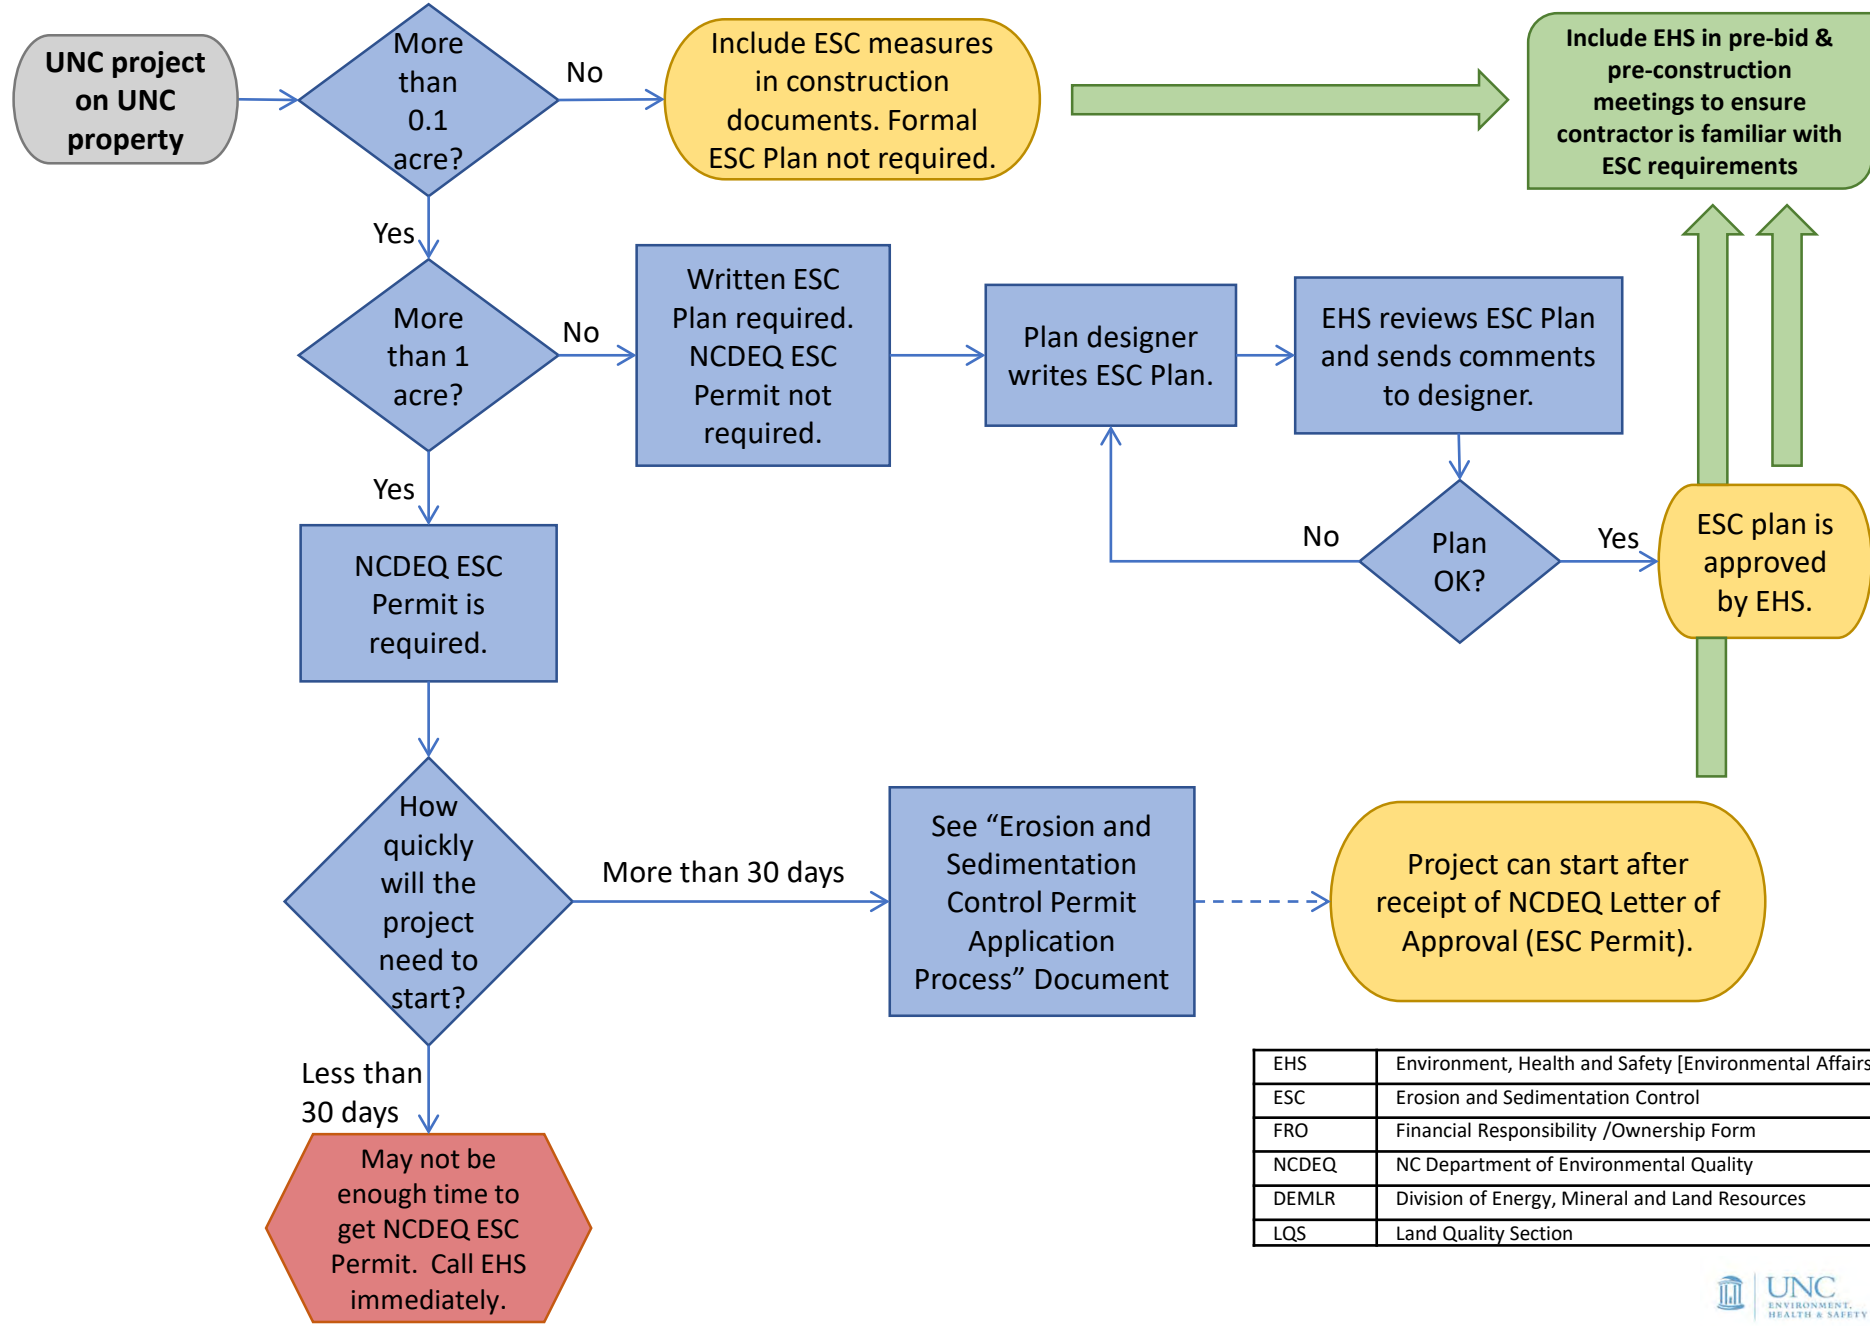 UNC project
on UNC
property
More
than
0.1
acre?
No
Include ESC measures
in construction
documents. Formal
ESC Plan not required.
Include EHS in pre-bid &
pre-construction
meetings to ensure
contractor is familiar with
ESC requirements
Yes
More
than 1
acre?
No
Written ESC
Plan required.
NCDEQ ESC
Permit not
required.
Plan designer
writes ESC Plan.
EHS reviews ESC Plan
and sends comments
to designer.
Plan
OK?
No
Yes
ESC plan is
approved
by EHS.
Yes
NCDEQ ESC
Permit is
required.
How
quickly
will the
project
need to
start?
More than 30 days
See “Erosion and
Sedimentation
Control Permit
Application
Process” Document
Project can start after
receipt of NCDEQ Letter of
Approval (ESC Permit).
Less than
30 days
May not be
enough time to
get NCDEQ ESC
Permit.  Call EHS
immediately.
EHS Environment, Health and Safety [Environmental Affairs
ESC Erosion and Sedimentation Control
FRO Financial Responsibility /Ownership Form
NCDEQ NC Department of Environmental Quality
DEMLR Division of Energy, Mineral and Land Resources
LQS Land Quality Section
UNC
ENVIRONMENT,
HEALTH & SAFETY